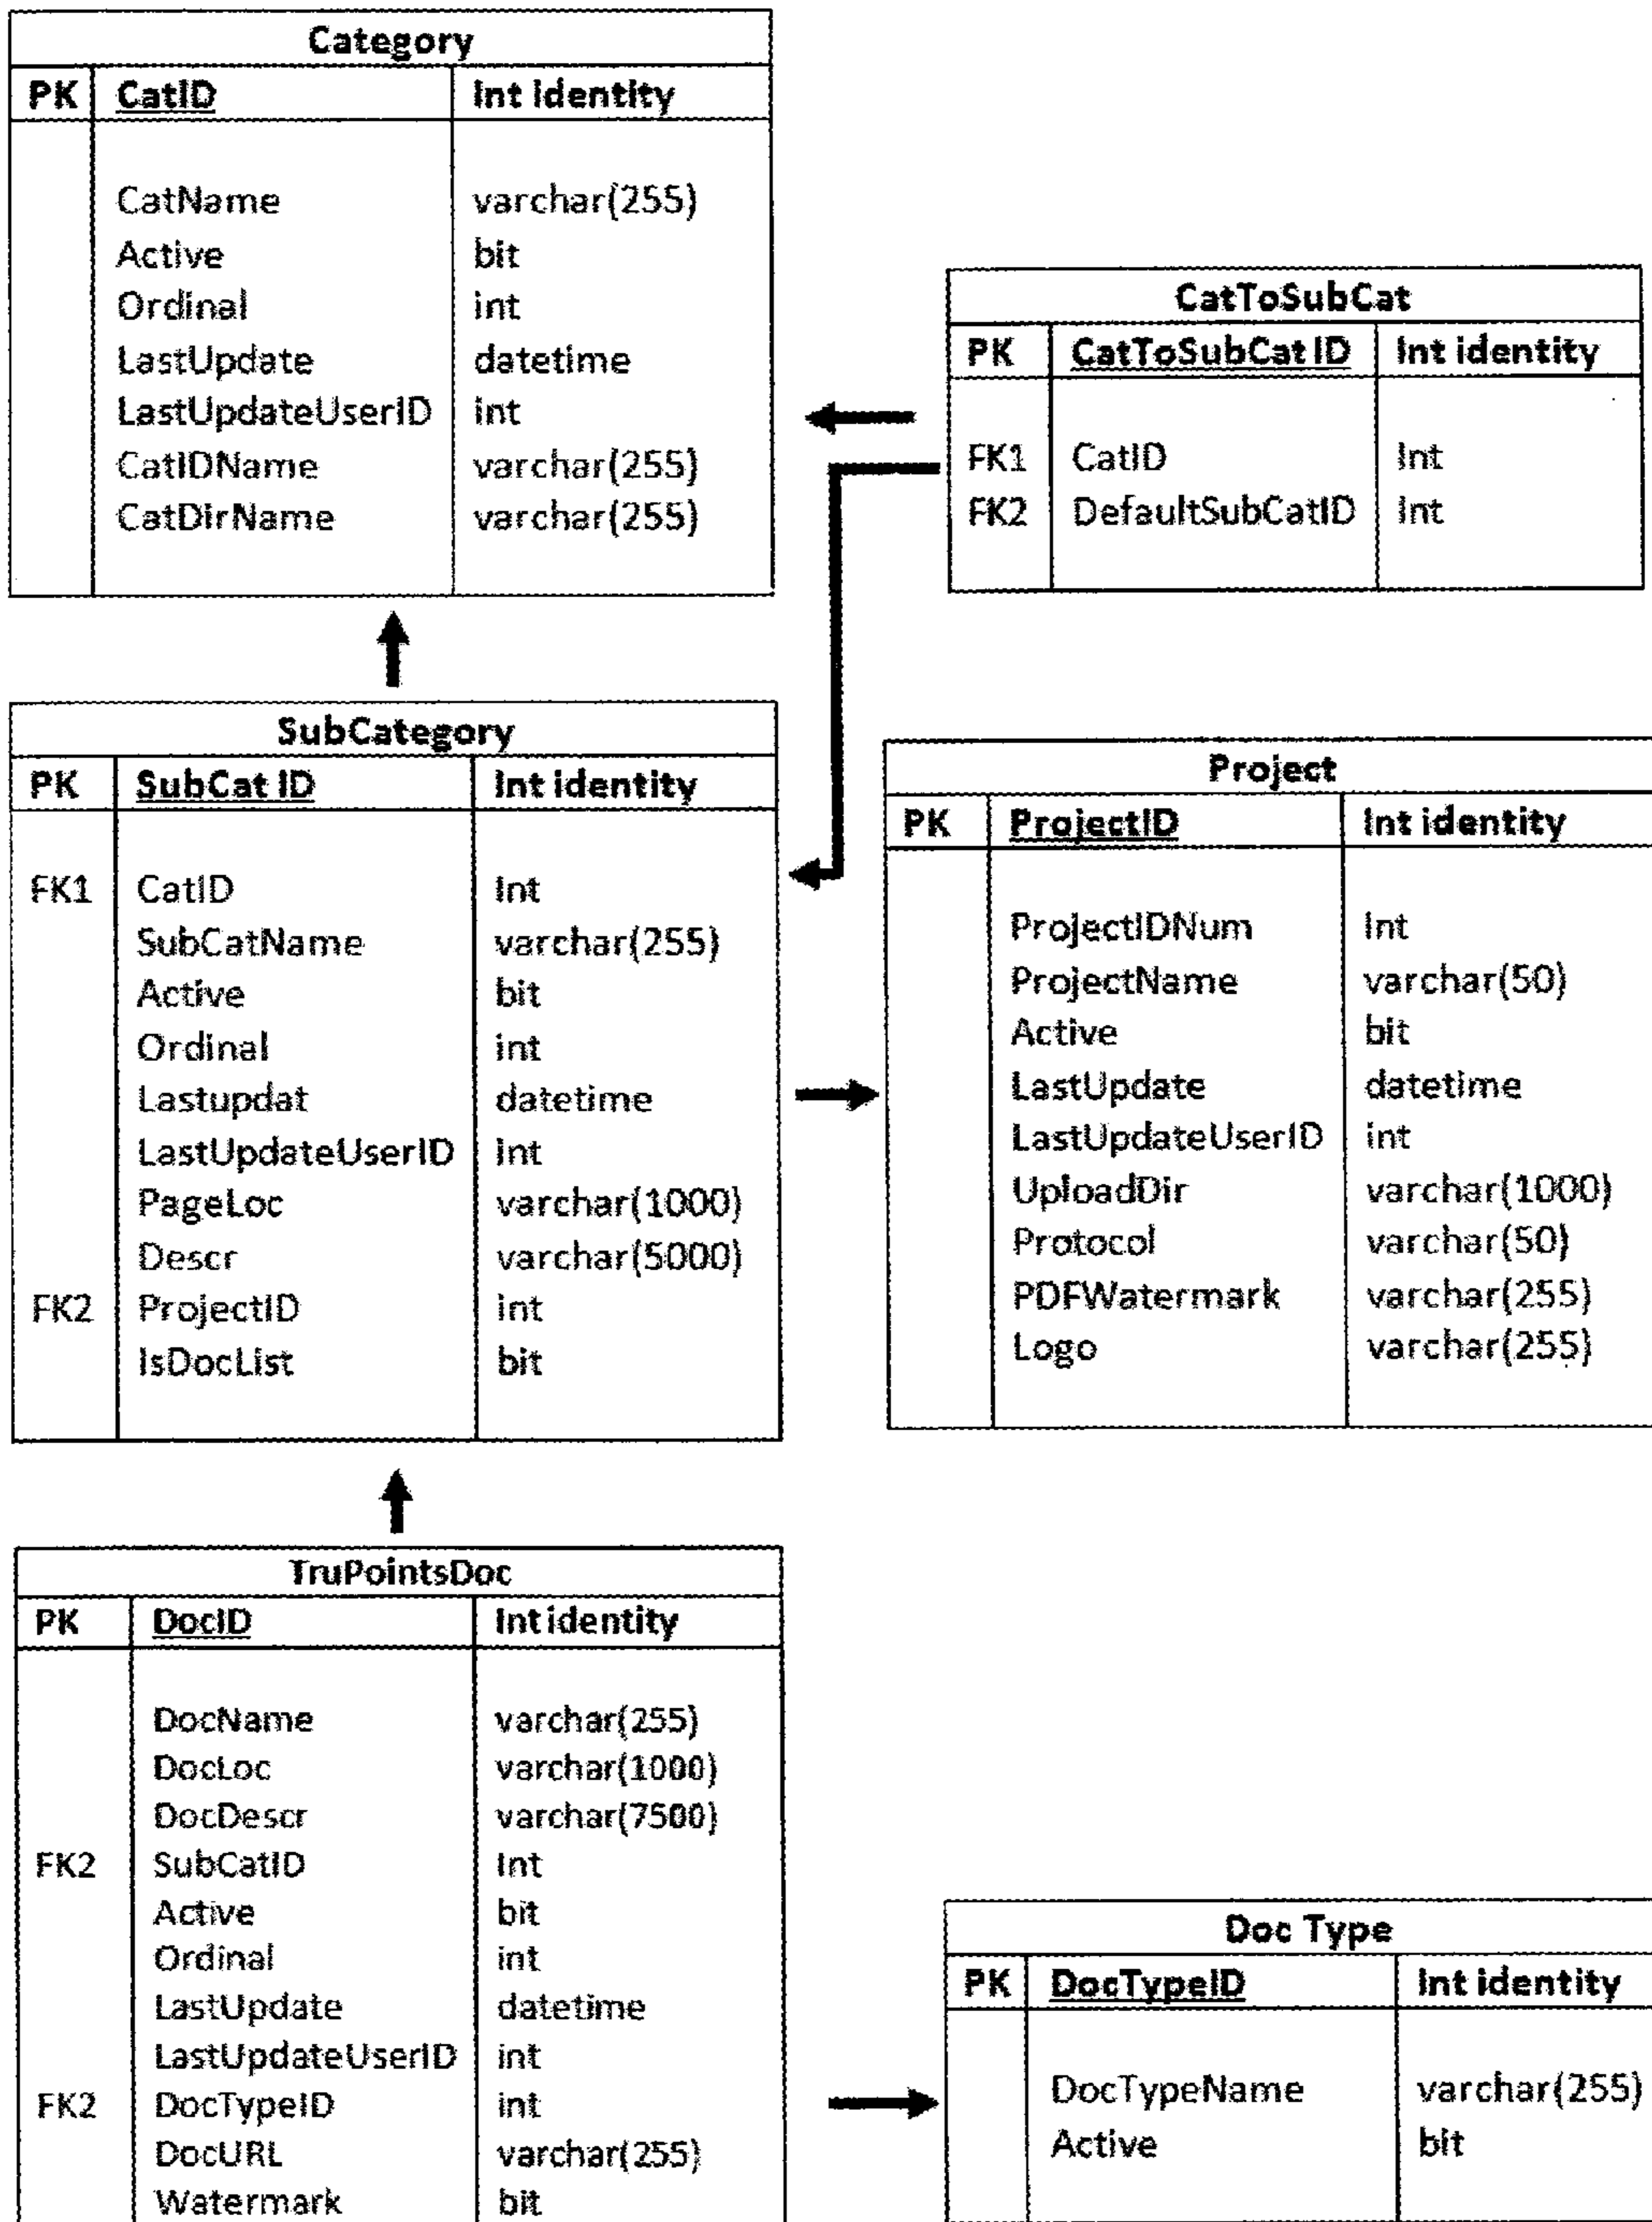 Category
PK CatID Int identity
CatName varchar(255)
Active bit
Ordinal int
LastUpdate datetime
LastUpdateUserID int
CatIDName varchar(255)
CatDirName varchar(255)
CatToSubCat
PK CatToSubCat ID Int identity
FK1 CatID Int
FK2 DefaultSubCatID Int
SubCategory
PK SubCat ID Int identity
FK1 CatID Int
SubCatName varchar(255)
Active bit
Ordinal int
Lastupdat datetime
LastUpdateUserID Int
PageLoc varchar(1000)
Descr varchar(5000)
FK2 ProjectID int
IsDocList bit
Project
PK ProjectID Int identity
ProjectIDNum Int
ProjectName varchar(50)
Active bit
LastUpdate datetime
LastUpdateUserID int
UploadDir varchar(1000)
Protocol varchar(50)
PDFWatermark varchar(255)
Logo varchar(255)
TruPointsDoc
PK DocID Int identity
DocName varchar(255)
DocLoc varchar(1000)
DocDescr varchar(7500)
FK2 SubCatID Int
Active bit
Ordinal int
LastUpdate datetime
LastUpdateUserID int
FK2 DocTypeID int
DocURL varchar(255)
Watermark bit
Doc Type
PK DocTypeID Int identity
DocTypeName varchar(255)
Active bit